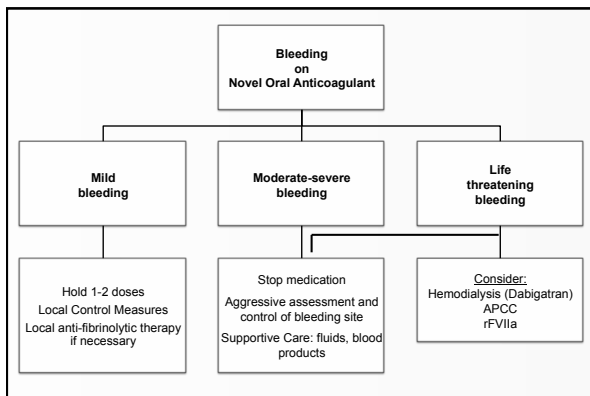 Bleeding
on
Novel Oral Anticoagulant
Mild
bleeding
Moderate-severe
bleeding
Life
threatening
bleeding
Hold 1-2 doses
Local Control Measures
Local anti-fibrinolytic therapy
if necessary
Stop medication
Aggressive assessment and
control of bleeding site
Supportive Care: fluids, blood
products
Consider:
Hemodialysis (Dabigatran)
APCC
rFVIIa